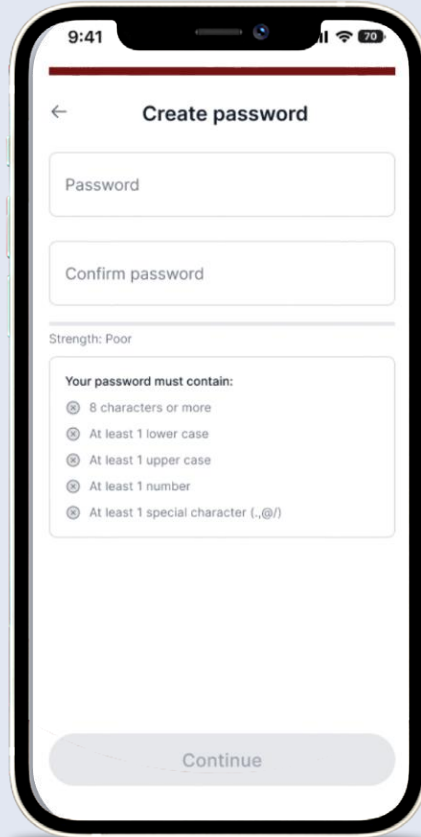 9:41
70
Create password
Password
Confirm password
Strength: Poor
Your password must contain:
8 characters or more
At least 1 lower case
At least 1 upper case
At least 1 number
At least 1 special character (.,@/)
Continue